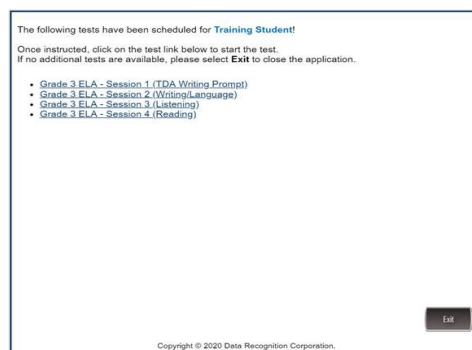 The following tests have been scheduled for Training Student!
Once instructed, click on the test link below to start the test.
If no additional tests are available, please select Exit to close the application.
• Grade 3 ELA - Session 1 (TDA Writing Prompt)
• Grade 3 ELA - Session 2 (Writing/Language)
• Grade 3 ELA - Session 3 (Listening)
• Grade 3 ELA - Session 4 (Reading)
Exit
Copyright © 2020 Data Recognition Corporation.